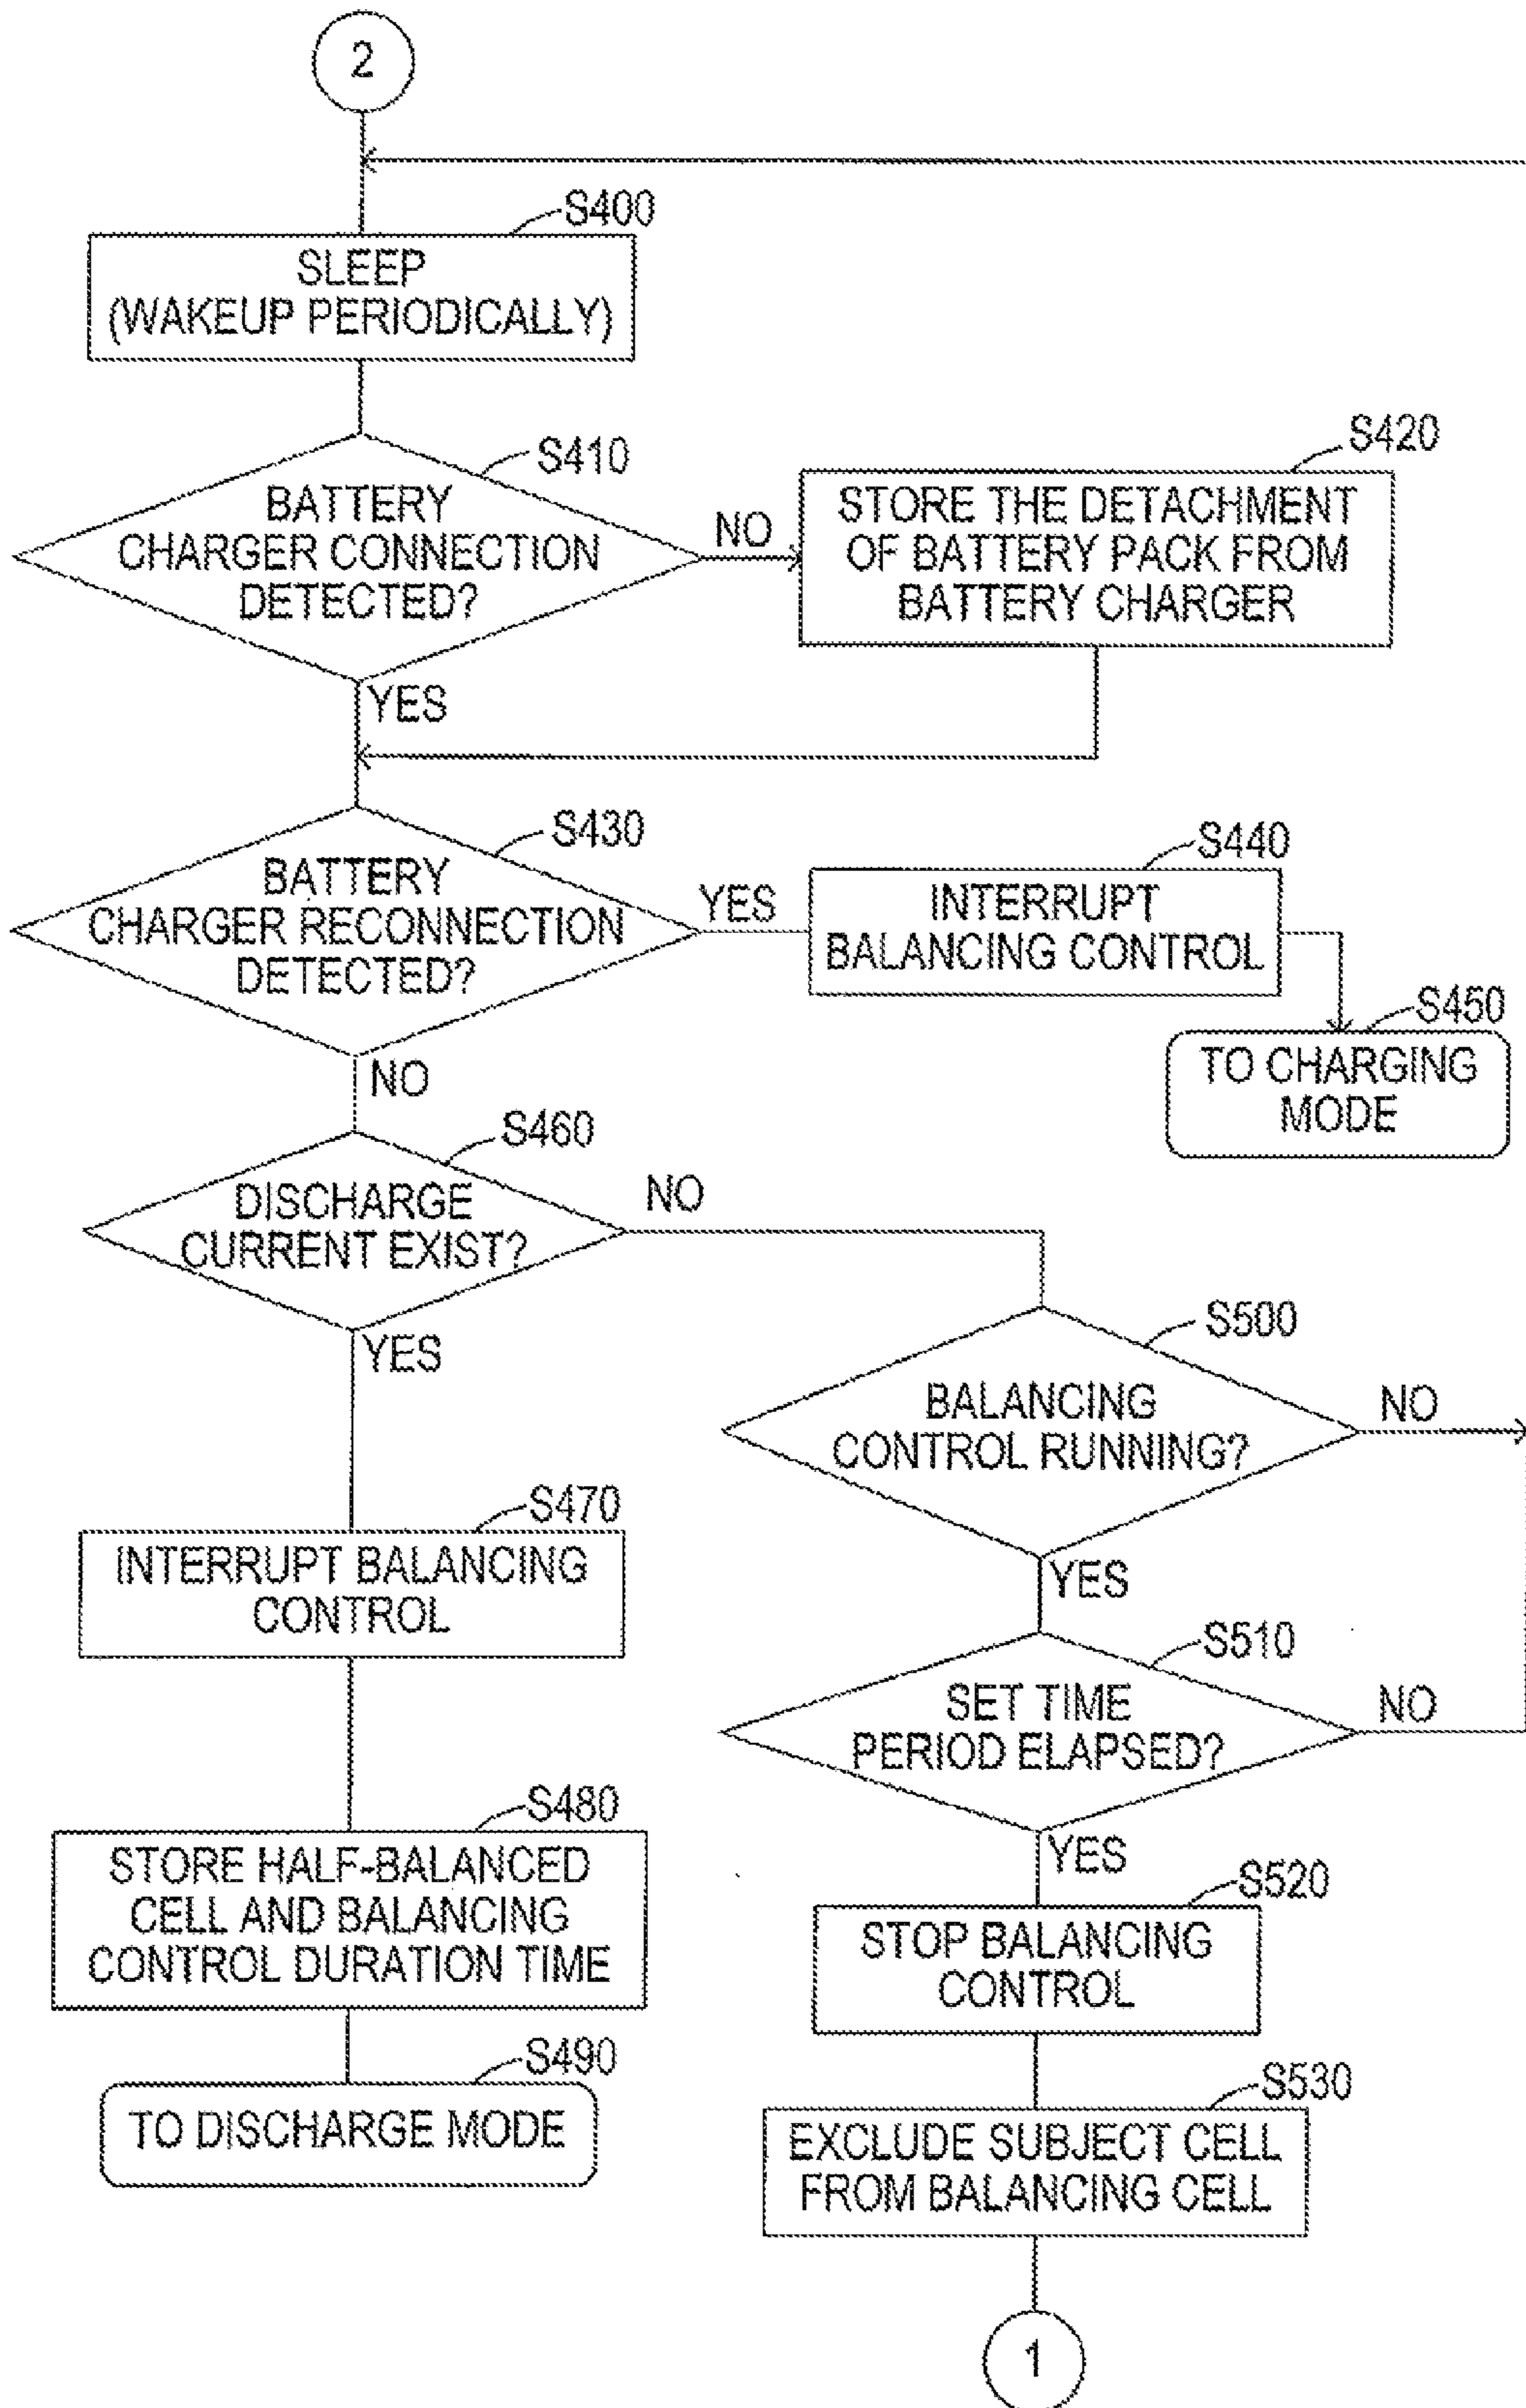 2
S400
SLEEP
(WAKEUP PERIODICALLY)
S410
BATTERY
CHARGER CONNECTION
DETECTED?
NO
S420
STORE THE DETACHMENT
OF BATTERY PACK FROM
BATTERY CHARGER
YES
S430
BATTERY
CHARGER RECONNECTION
DETECTED?
YES
S440
INTERRUPT
BALANCING CONTROL
S450
TO CHARGING
MODE
NO
S460
DISCHARGE
CURRENT EXIST?
NO
YES
S500
BALANCING
CONTROL RUNNING?
NO
YES
S470
INTERRUPT BALANCING
CONTROL
S510
SET TIME
PERIOD ELAPSED?
NO
YES
S480
STORE HALF-BALANCED
CELL AND BALANCING
CONTROL DURATION TIME
S520
STOP BALANCING
CONTROL
S490
TO DISCHARGE MODE
S530
EXCLUDE SUBJECT CELL
FROM BALANCING CELL
1